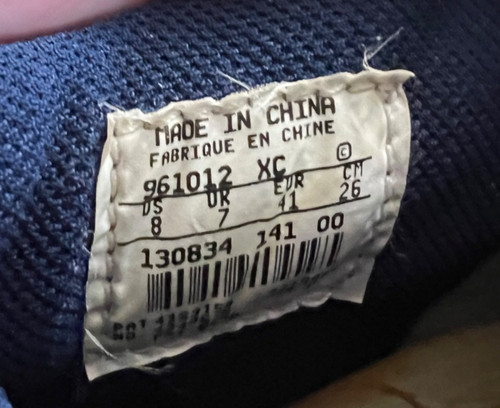 MADE IN CHINA
FABRIQUE EN CHINE
961012 XC ©
US UK EUR CM
8 7 41 26
130834 141 00